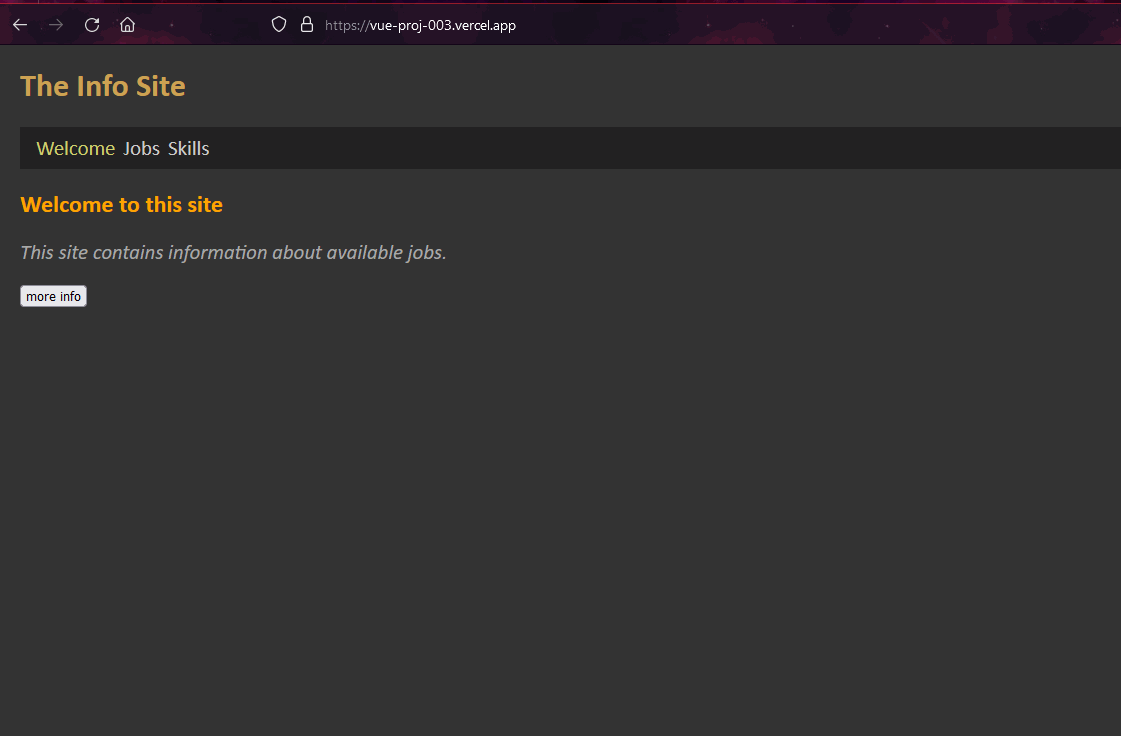 https://vue-proj-003.vercel.app
The Info Site
Welcome Jobs Skills
Welcome to this site
This site contains information about available jobs.
more info